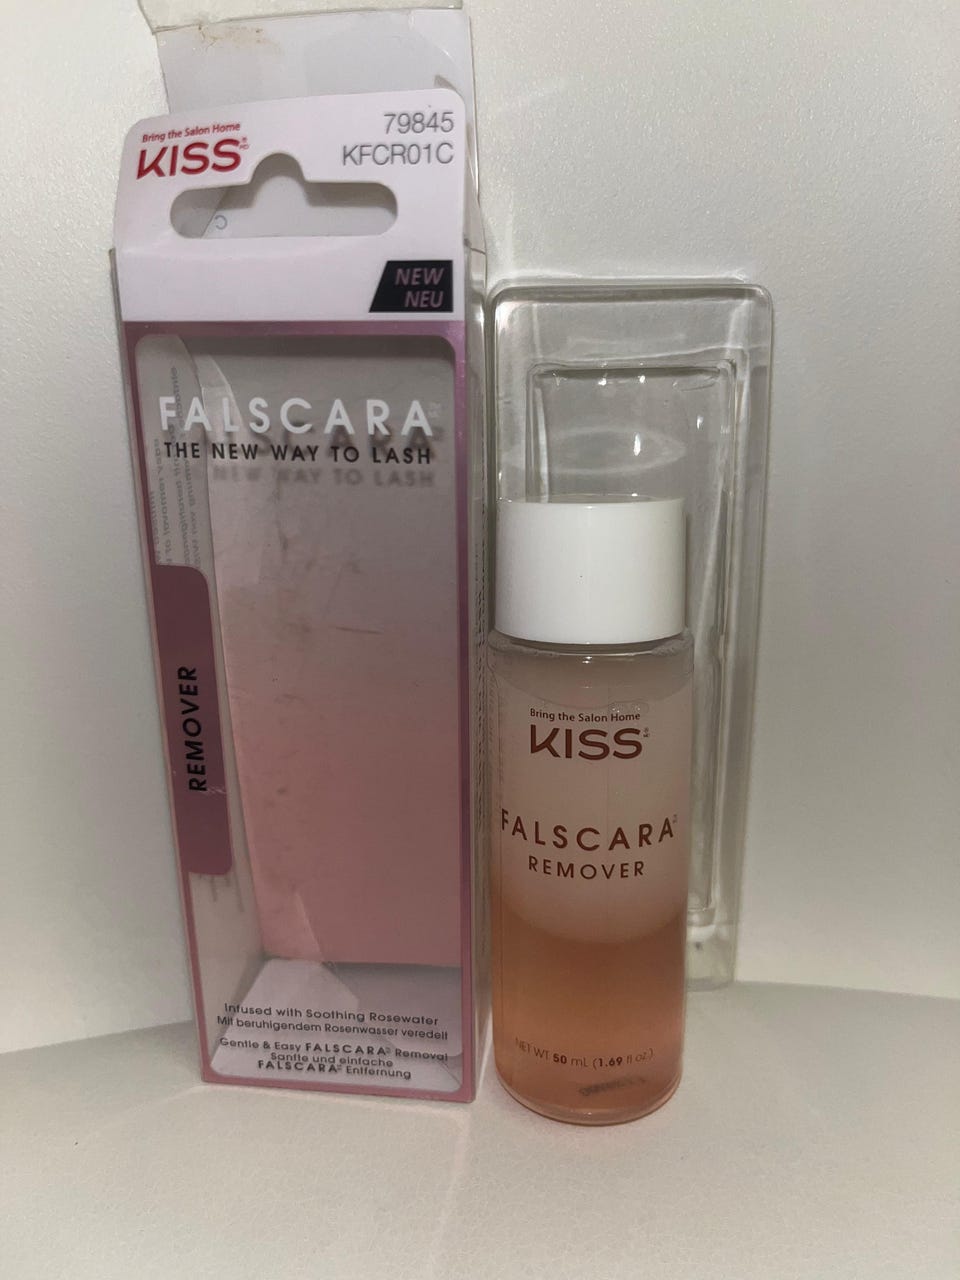 Bring the Salon Home
KISS®
79845
KFCR01C
NEW
NEU
FALSCARA
THE NEW WAY TO LASH
REMOVER
Infused with Soothing Rosewater
Mit beruhigendem Rosenwasser veredelt
Gentle & Easy FALSCARA Removal
Sanfte und einfache
FALSCARA Entfernung
Bring the Salon Home
KISS
FALSCARA
REMOVER
NET WT 50 mL (1.69 fl oz.)